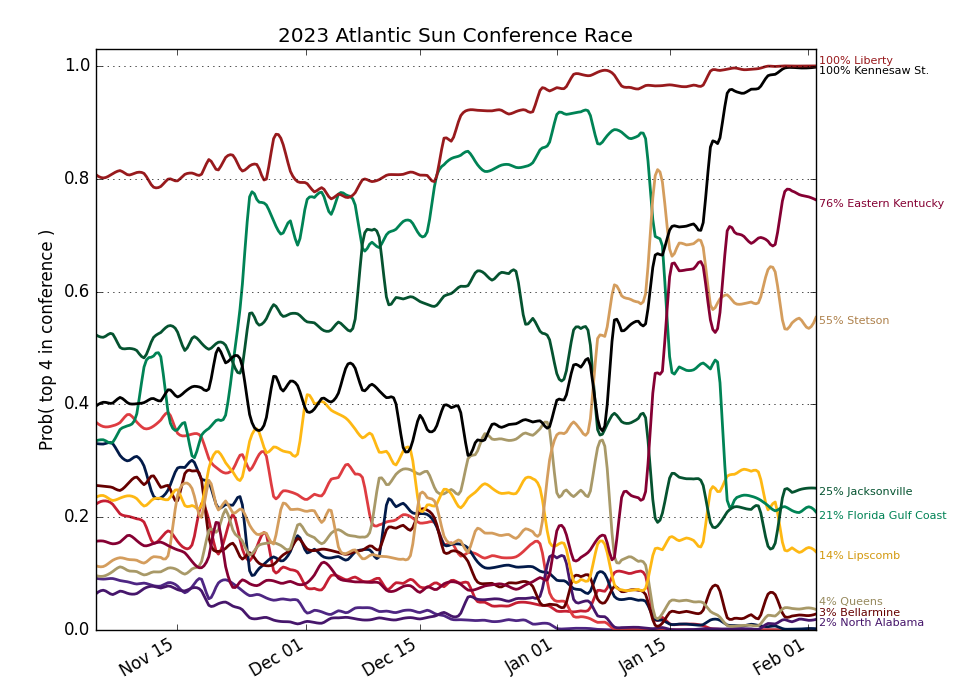 2023 Atlantic Sun Conference Race
Prob( top 4 in conference )
1.0
0.8
0.6
0.4
0.2
0.0
Nov 15
Dec 01
Dec 15
Jan 01
Jan 15
Feb 01
100% Liberty
100% Kennesaw St.
76% Eastern Kentucky
55% Stetson
25% Jacksonville
21% Florida Gulf Coast
14% Lipscomb
4% Queens
3% Bellarmine
2% North Alabama